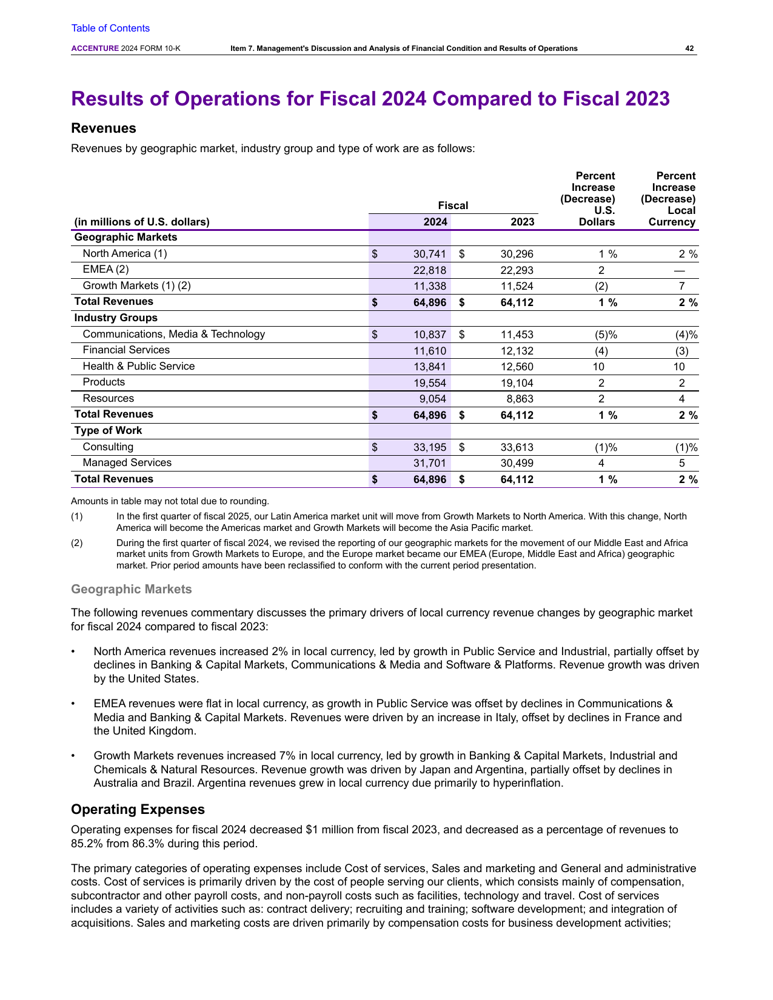 Table of Contents
ACCENTURE 2024 FORM 10-K Item 7. Management's Discussion and Analysis of Financial Condition and Results of Operations 42
Results of Operations for Fiscal 2024 Compared to Fiscal 2023
Revenues
Revenues by geographic market, industry group and type of work are as follows:
Percent Percent
Increase Increase
(Decrease) (Decrease)
Fiscal U.S. Local
(in millions of U.S. dollars) 2024 2023 Dollars Currency
Geographic Markets
North America (1) $ 30,741 $ 30,296 1 % 2 %
EMEA (2) 22,818 22,293 2 —
Growth Markets (1) (2) 11,338 11,524 (2) 7
Total Revenues $ 64,896 $ 64,112 1 % 2 %
Industry Groups
Communications, Media & Technology $ 10,837 $ 11,453 (5)% (4)%
Financial Services 11,610 12,132 (4) (3)
Health & Public Service 13,841 12,560 10 10
Products 19,554 19,104 2 2
Resources 9,054 8,863 2 4
Total Revenues $ 64,896 $ 64,112 1 % 2 %
Type of Work
Consulting $ 33,195 $ 33,613 (1)% (1)%
Managed Services 31,701 30,499 4 5
Total Revenues $ 64,896 $ 64,112 1 % 2 %
Amounts in table may not total due to rounding.
(1) In the first quarter of fiscal 2025, our Latin America market unit will move from Growth Markets to North America. With this change, North
America will become the Americas market and Growth Markets will become the Asia Pacific market.
(2) During the first quarter of fiscal 2024, we revised the reporting of our geographic markets for the movement of our Middle East and Africa
market units from Growth Markets to Europe, and the Europe market became our EMEA (Europe, Middle East and Africa) geographic
market. Prior period amounts have been reclassified to conform with the current period presentation.
Geographic Markets
The following revenues commentary discusses the primary drivers of local currency revenue changes by geographic market
for fiscal 2024 compared to fiscal 2023:
• North America revenues increased 2% in local currency, led by growth in Public Service and Industrial, partially offset by
declines in Banking & Capital Markets, Communications & Media and Software & Platforms. Revenue growth was driven
by the United States.
• EMEA revenues were flat in local currency, as growth in Public Service was offset by declines in Communications &
Media and Banking & Capital Markets. Revenues were driven by an increase in Italy, offset by declines in France and
the United Kingdom.
• Growth Markets revenues increased 7% in local currency, led by growth in Banking & Capital Markets, Industrial and
Chemicals & Natural Resources. Revenue growth was driven by Japan and Argentina, partially offset by declines in
Australia and Brazil. Argentina revenues grew in local currency due primarily to hyperinflation.
Operating Expenses
Operating expenses for fiscal 2024 decreased $1 million from fiscal 2023, and decreased as a percentage of revenues to
85.2% from 86.3% during this period.
The primary categories of operating expenses include Cost of services, Sales and marketing and General and administrative
costs. Cost of services is primarily driven by the cost of people serving our clients, which consists mainly of compensation,
subcontractor and other payroll costs, and non-payroll costs such as facilities, technology and travel. Cost of services
includes a variety of activities such as: contract delivery; recruiting and training; software development; and integration of
acquisitions. Sales and marketing costs are driven primarily by compensation costs for business development activities;